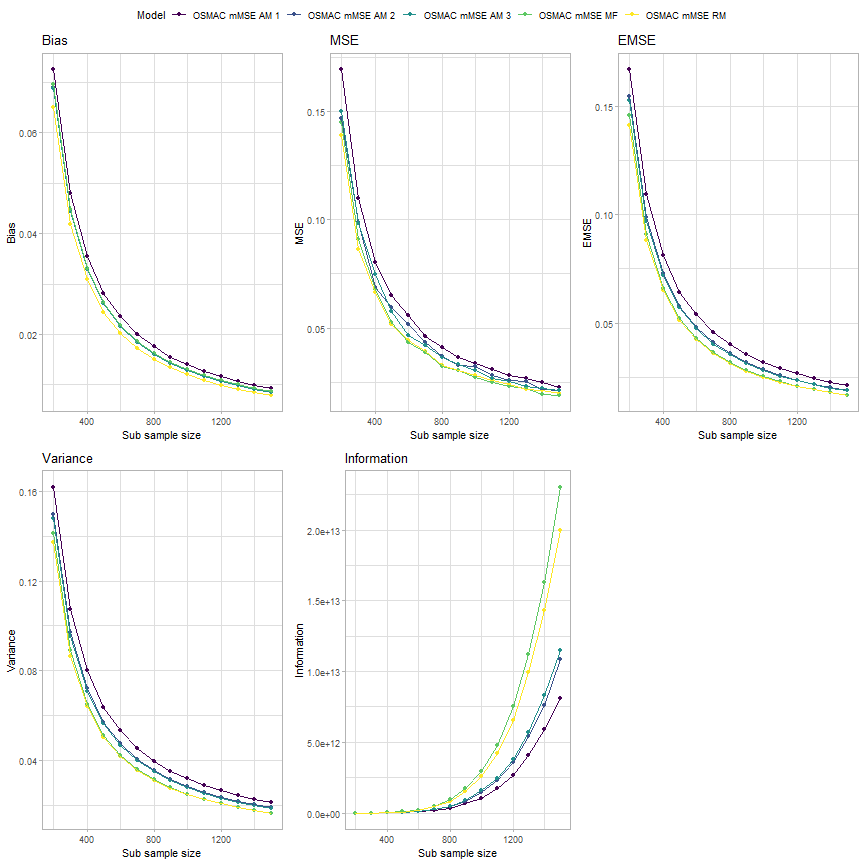 Model OSMAC mMSE AM 1 OSMAC mMSE AM 2 OSMAC mMSE AM 3 OSMAC mMSE MF OSMAC mMSE RM
Bias
0.06
0.04
0.02
Bias
400 800 1200
Sub sample size
MSE
0.15
0.10
0.05
MSE
400 800 1200
Sub sample size
EMSE
0.15
0.10
0.05
EMSE
400 800 1200
Sub sample size
Variance
0.16
0.12
0.08
0.04
Variance
400 800 1200
Sub sample size
Information
2.0e+13
1.5e+13
1.0e+13
5.0e+12
0.0e+00
Information
400 800 1200
Sub sample size